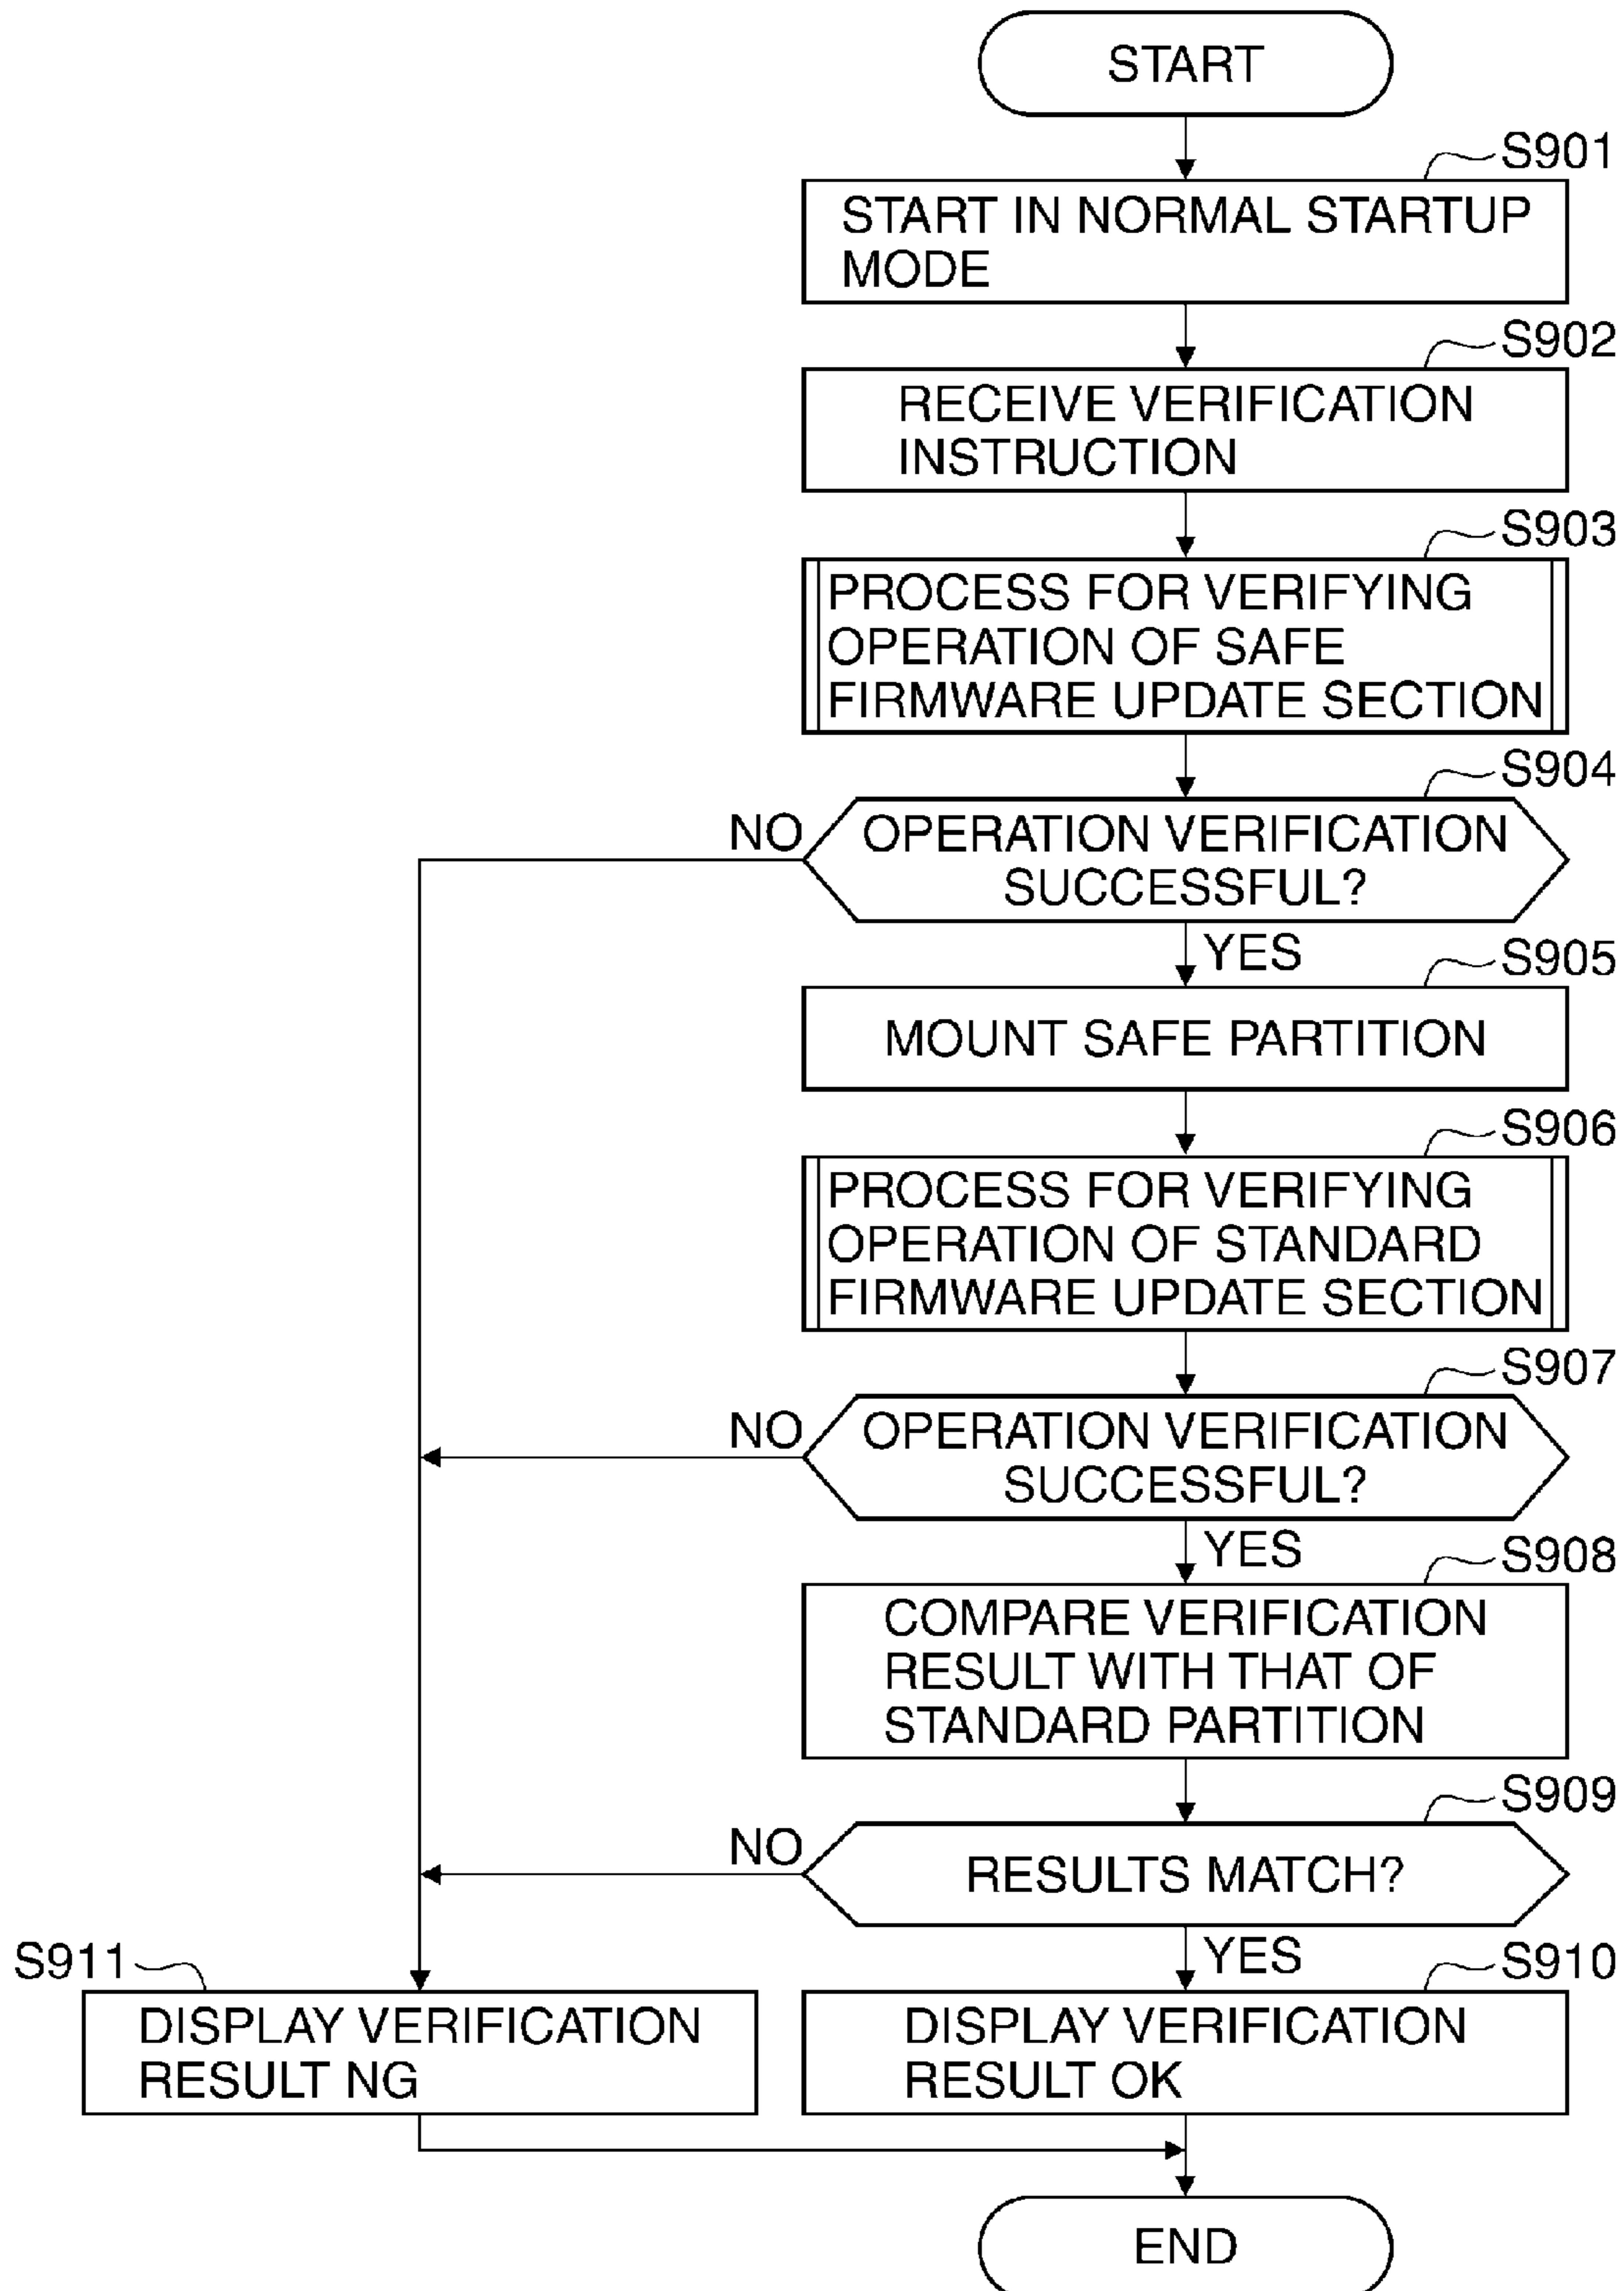 START
S901
START IN NORMAL STARTUP
MODE
S902
RECEIVE VERIFICATION
INSTRUCTION
S903
PROCESS FOR VERIFYING
OPERATION OF SAFE
FIRMWARE UPDATE SECTION
S904
NO
OPERATION VERIFICATION
SUCCESSFUL?
YES
S905
MOUNT SAFE PARTITION
S906
PROCESS FOR VERIFYING
OPERATION OF STANDARD
FIRMWARE UPDATE SECTION
S907
NO
OPERATION VERIFICATION
SUCCESSFUL?
YES
S908
COMPARE VERIFICATION
RESULT WITH THAT OF
STANDARD PARTITION
S909
NO
RESULTS MATCH?
YES
S911
S910
DISPLAY VERIFICATION
RESULT NG
DISPLAY VERIFICATION
RESULT OK
END